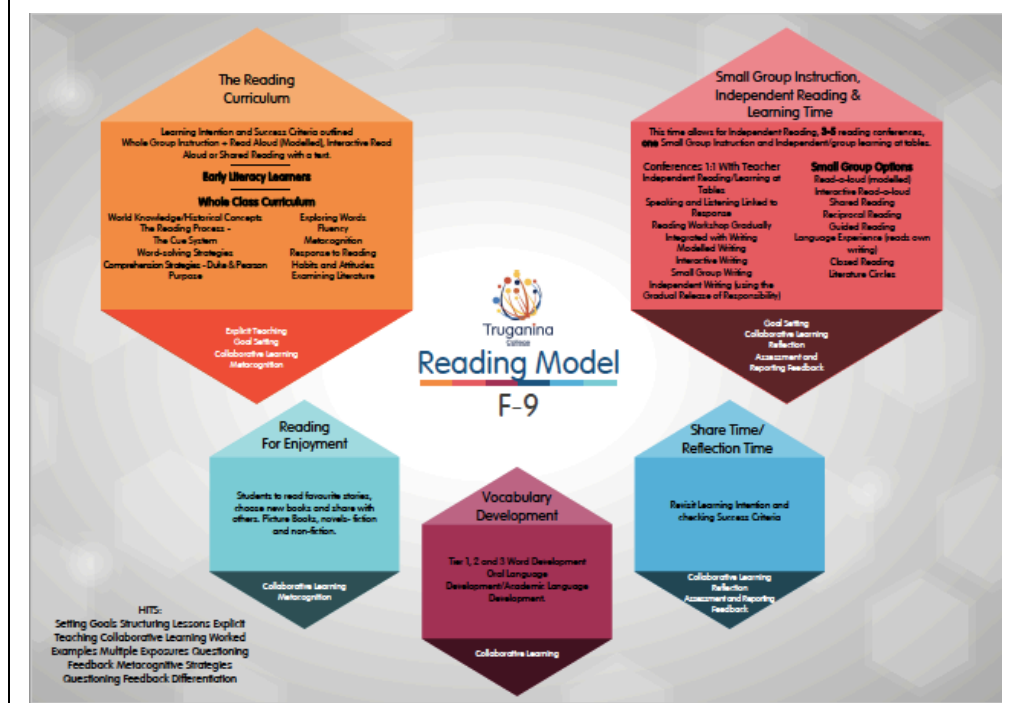 The Reading
Curriculum
Learning Intention and Success Criteria outlined
Whole Group Instruction + Read Aloud (Modelled), Interactive Read
Aloud or Shared Reading with a text.
Early Literacy Learners
Whole Class Curriculum
World Knowledge/Historical Concepts
The Reading Process -
The Cue System
Word-solving Strategies
Comprehension Strategies - Duke & Pearson
Purpose
Exploring Words
Fluency
Metacognition
Response to Reading
Habits and Attitudes
Examining Literature
Explicit Teaching
Goal Setting
Collaborative Learning
Metacognition
Small Group Instruction,
Independent Reading &
Learning Time
This time allows for Independent Reading, 3-5 reading conferences,
one Small Group Instruction and Independent/group learning at tables.
Conferences 1:1 With Teacher
Independent Reading/Learning at
Tables
Speaking and Listening Linked to
Response
Reading Workshop Gradually
Integrated with Writing
Modelled Writing
Interactive Writing
Small Group Writing
Independent Writing (using the
Gradual Release of Responsibility)
Small Group Options
Read-a-loud (modelled)
Interactive Read-a-loud
Shared Reading
Reciprocal Reading
Guided Reading
Language Experience (reads own
writing)
Closed Reading
Literature Circles
Goal Setting
Collaborative Learning
Reflection
Assessment and
Reporting Feedback
Truganina
College
Reading Model
F-9
Reading
For Enjoyment
Students to read favourite stories,
choose new books and share with
others. Picture Books, novels- fiction
and non-fiction.
Collaborative Learning
Metacognition
Vocabulary
Development
Tier 1, 2 and 3 Word Development
Oral Language
Development/Academic Language
Development.
Collaborative Learning
Share Time/
Reflection Time
Revisit Learning Intention and
checking Success Criteria
Collaborative Learning
Reflection
Assessment and Reporting
Feedback
HITS:
Setting Goals Structuring Lessons Explicit
Teaching Collaborative Learning Worked
Examples Multiple Exposures Questioning
Feedback Metacognitive Strategies
Questioning Feedback Differentiation